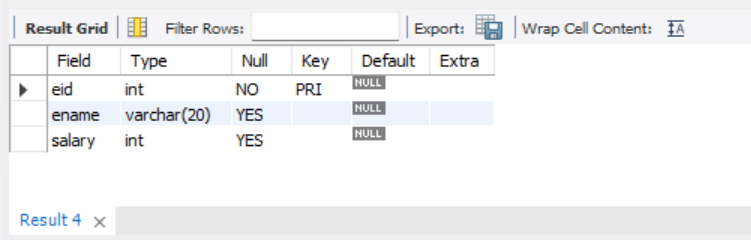 Result Grid Filter Rows: Export: Wrap Cell Content: IA
Field Type Null Key Default Extra
eid int NO PRI NULL
ename varchar(20) YES NULL
salary int YES NULL
Result 4 ×